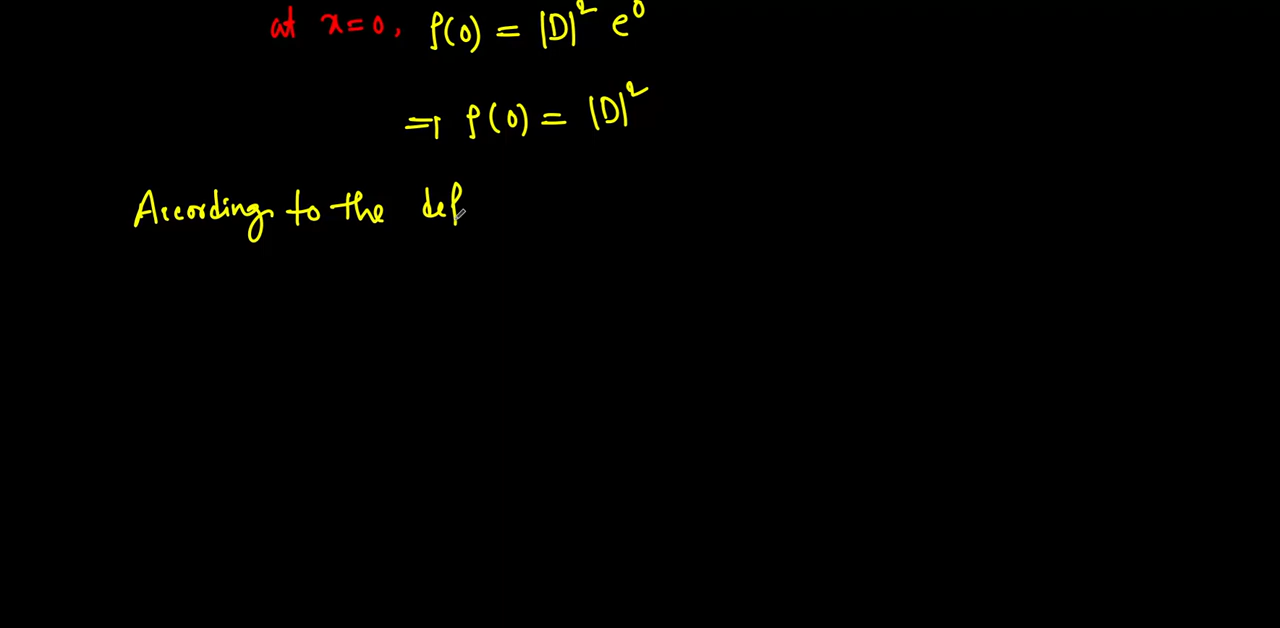 at x=0, ρ(0) = |D|² e⁰
⇒ ρ(0) = |D|²
According to the def